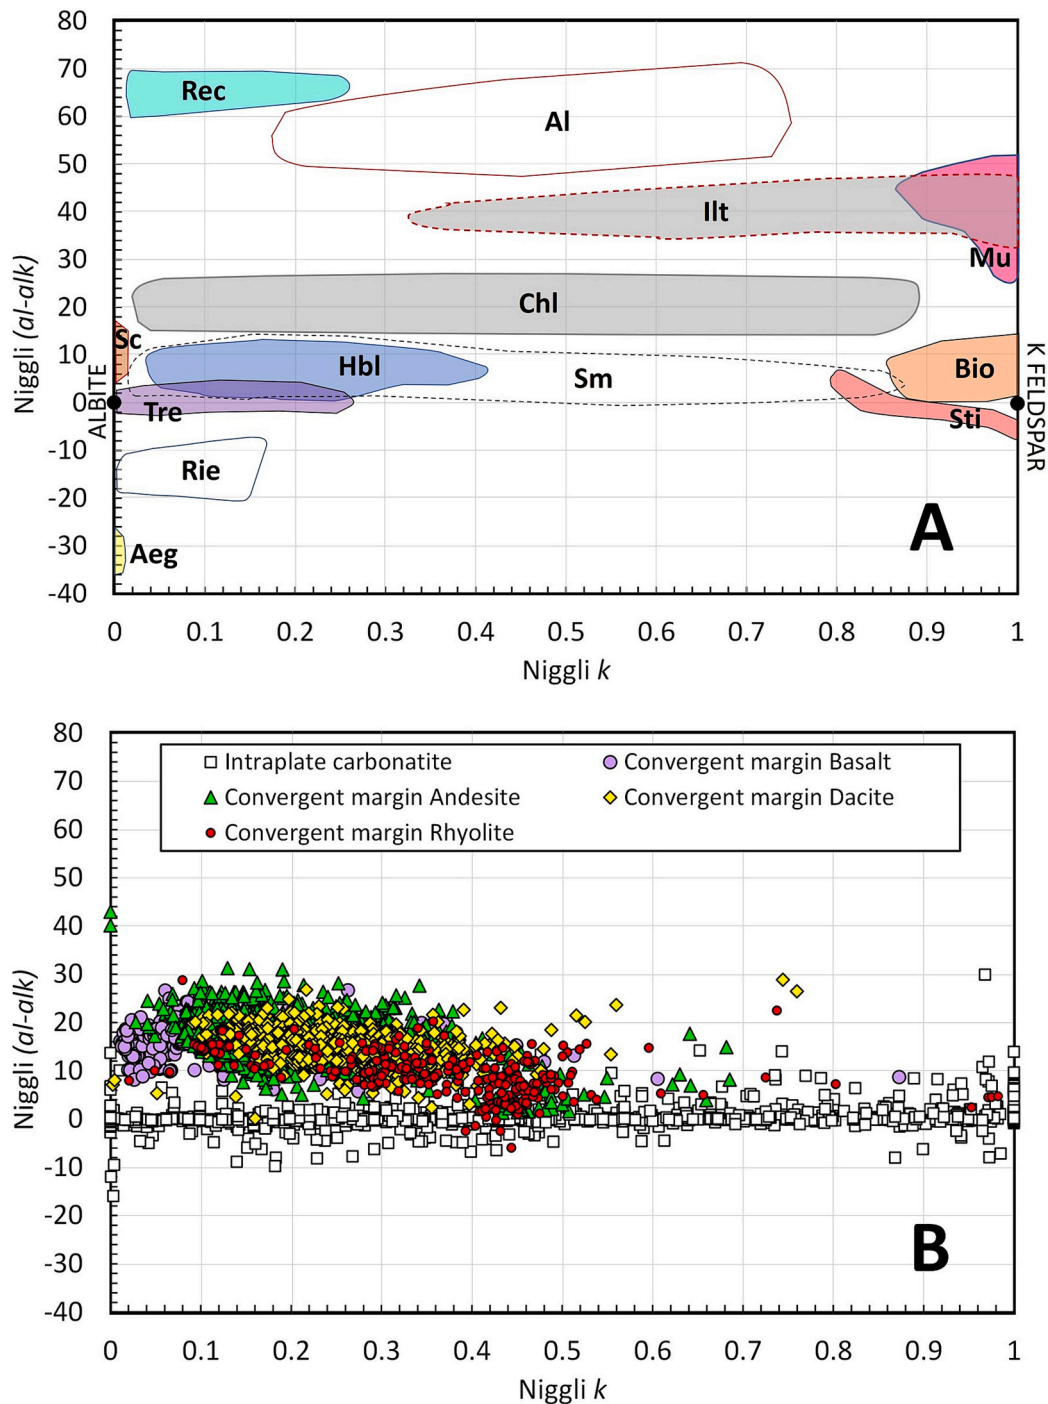 80
70
60
50
40
30
20
10
0
-10
-20
-30
-40
Niggli (al-alk)
ALBITE
K FELDSPAR
Rec
Al
Ilt
Mu
Chl
Sc
Hbl
Sm
Bio
Tre
Sti
Rie
Aeg
A
0 0.1 0.2 0.3 0.4 0.5 0.6 0.7 0.8 0.9 1
Niggli k
80
70
60
50
40
30
20
10
0
-10
-20
-30
-40
Niggli (al-alk)
Intraplate carbonatite Convergent margin Basalt
Convergent margin Andesite Convergent margin Dacite
Convergent margin Rhyolite
B
0 0.1 0.2 0.3 0.4 0.5 0.6 0.7 0.8 0.9 1
Niggli k